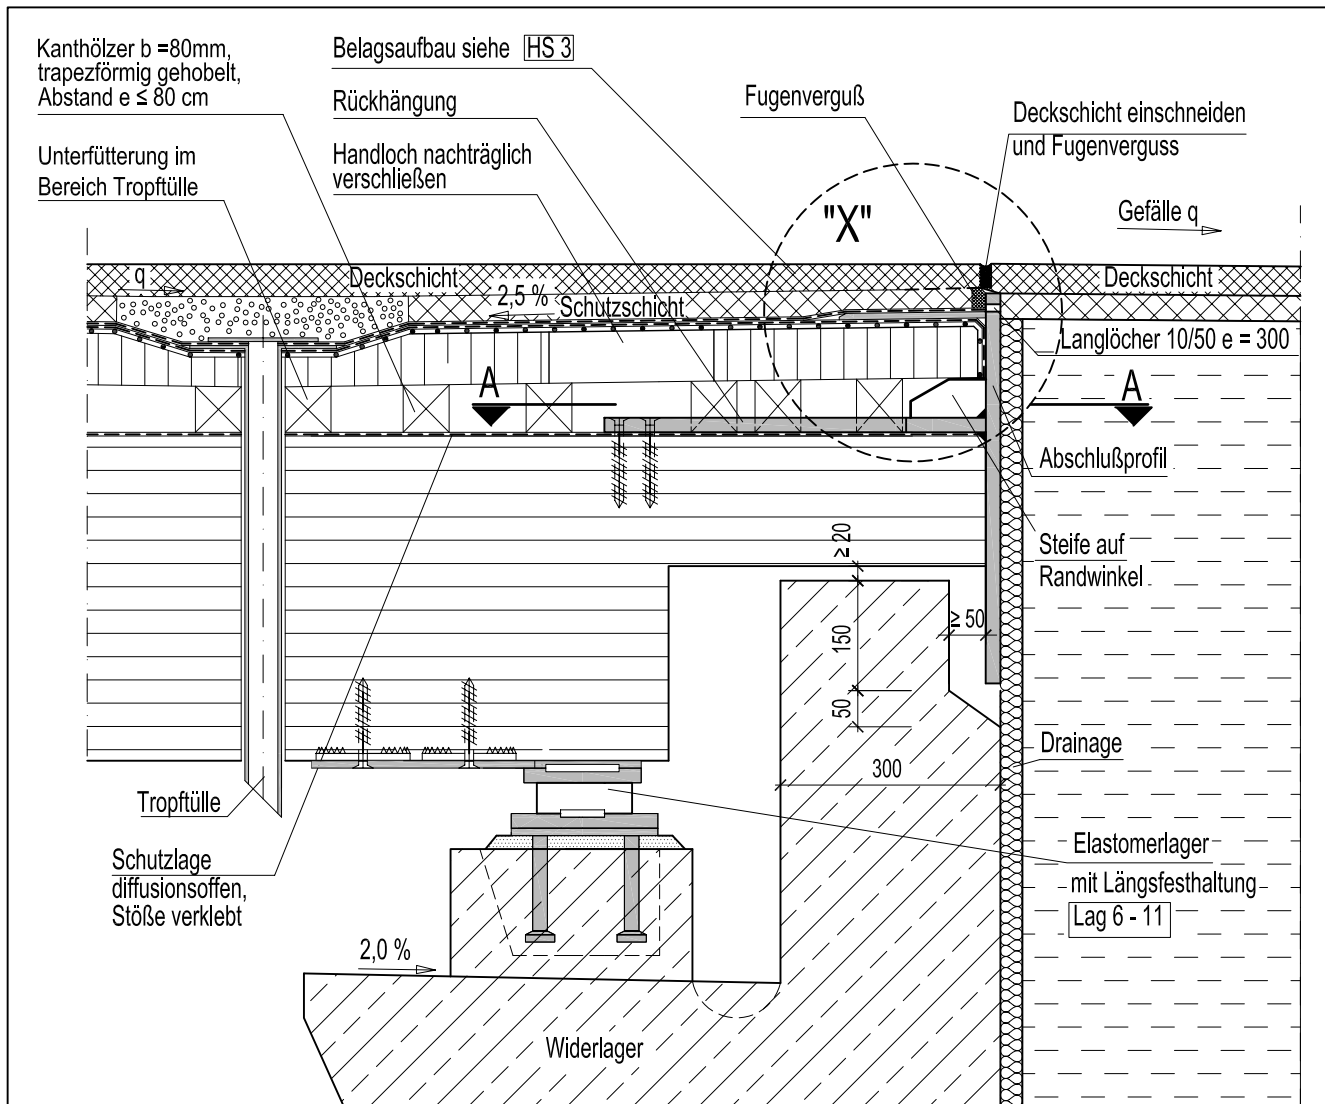 Kanthölzer b =80mm,
trapezförmig gehobelt,
Abstand e ≤ 80 cm
Unterfütterung im
Bereich Tropftülle
Belagsaufbau siehe HS 3
Rückhängung
Handloch nachträglich
verschließen
Fugenverguß
Deckschicht einschneiden
und Fugenverguss
"X"
Gefälle q
q
Deckschicht
Deckschicht
2,5 %
Schutzschicht
Langlöcher 10/50 e = 300
A
A
Abschlußprofil
Steife auf
Randwinkel
≥ 20
≥ 50
150
50
300
Drainage
Tropftülle
Schutzlage
diffusionsoffen,
Stöße verklebt
Elastomerlager
mit Längsfesthaltung
Lag 6 - 11
2,0 %
Widerlager